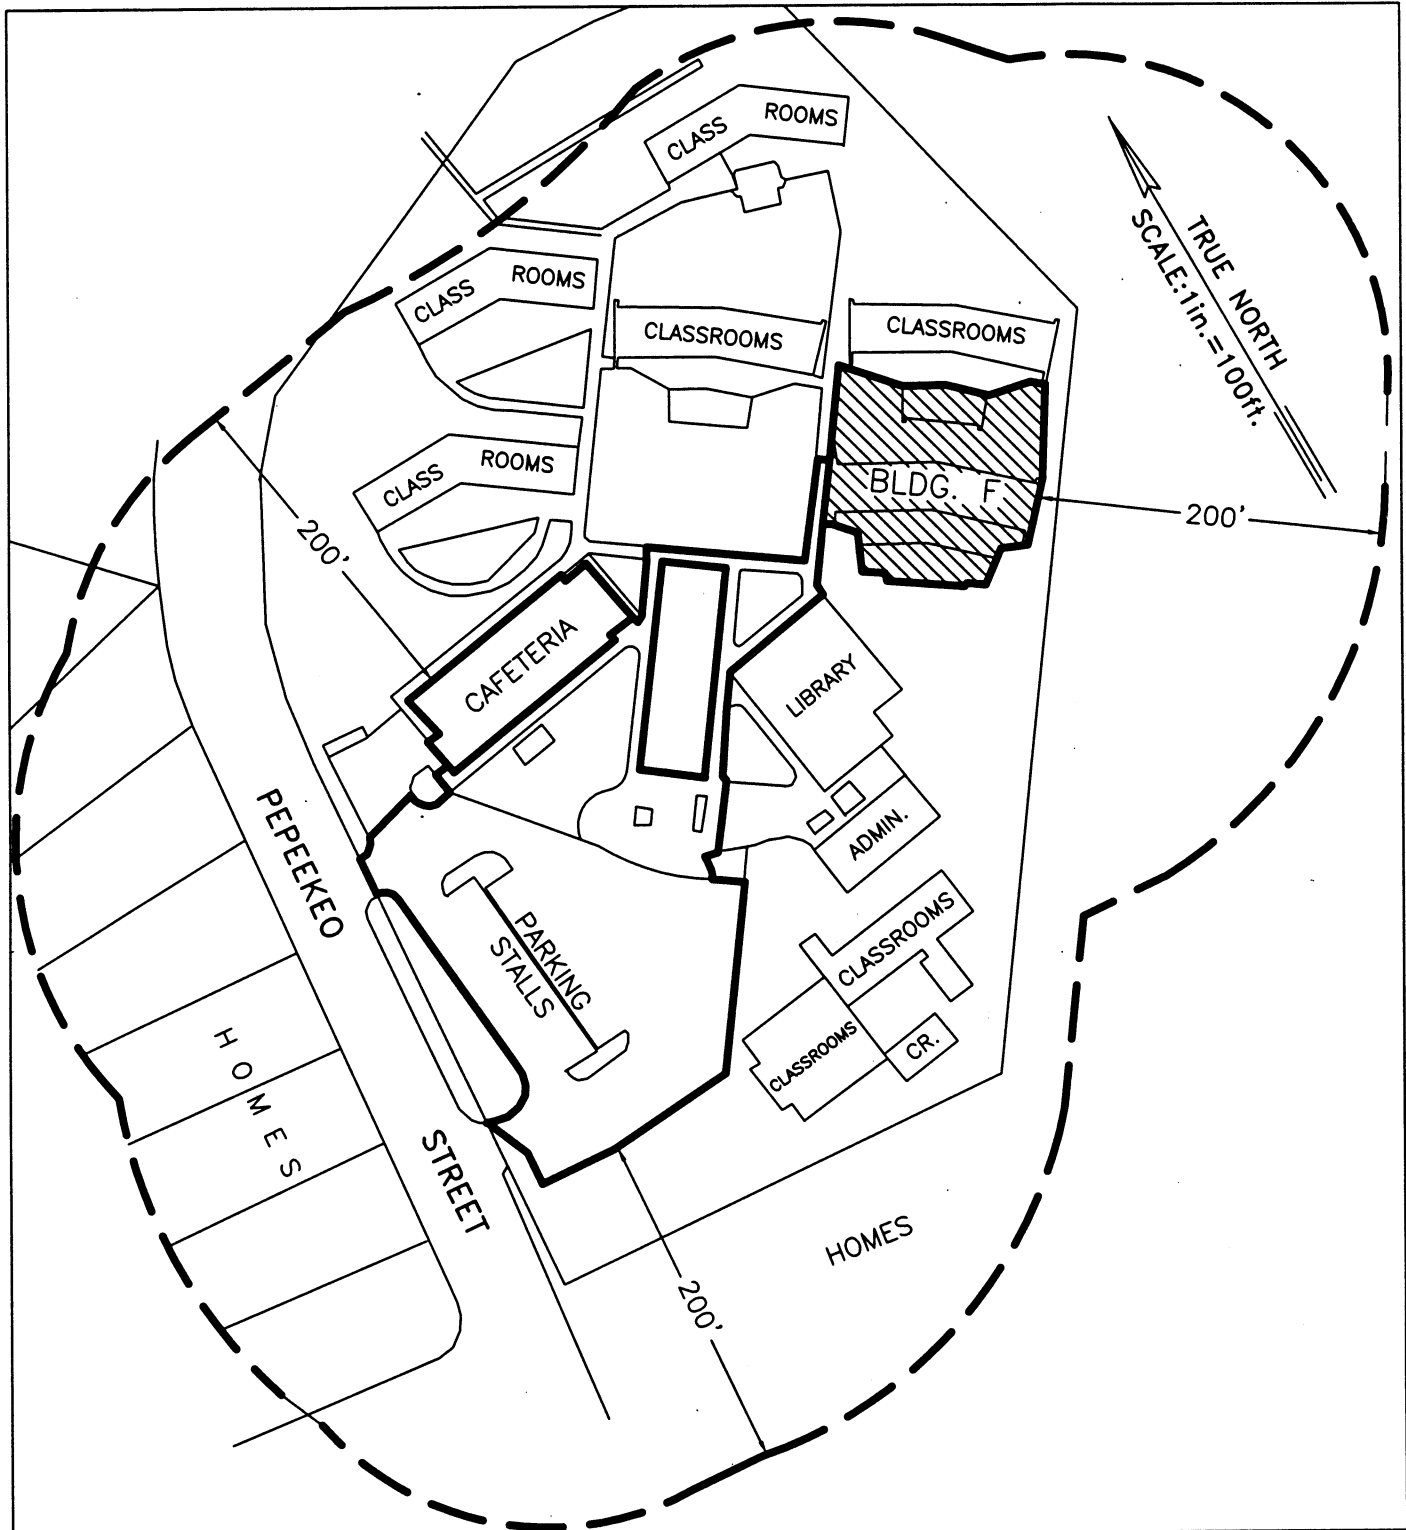 CLASS ROOMS
TRUE NORTH
SCALE:1in.=100ft.
CLASS ROOMS
CLASSROOMS
CLASSROOMS
CLASS ROOMS
BLDG. F
200'
200'
CAFETERIA
LIBRARY
ADMIN.
PEPEEKEO
STREET
PARKING
STALLS
CLASSROOMS
CLASSROOMS
CR.
HOMES
HOMES
200'